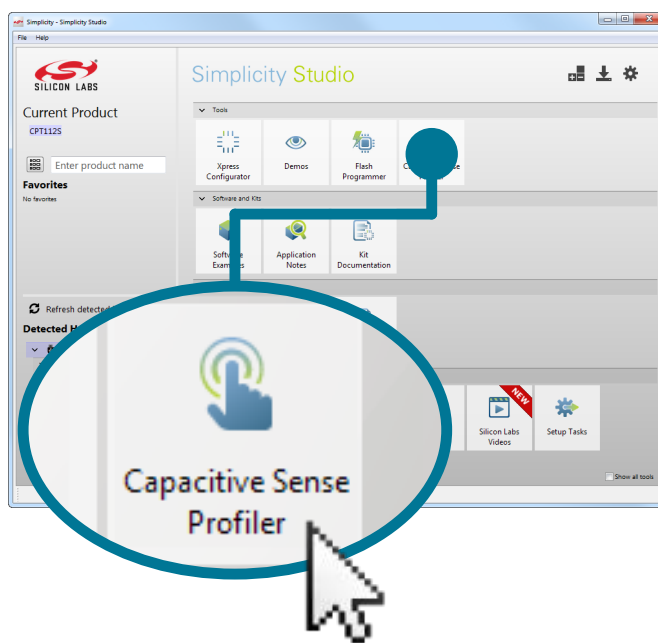 Simplicity - Simplicity Studio
File Help
SILICON LABS
Simplicity Studio
Current Product
CPT112S
Enter product name
Favorites
No favorites
Tools
Xpress
Configurator
Demos
Flash
Programmer
Software and Kits
Application
Notes
Kit
Documentation
Refresh
NEW
Silicon Labs
Videos
Setup Tasks
Show all tools
Capacitive Sense
Profiler